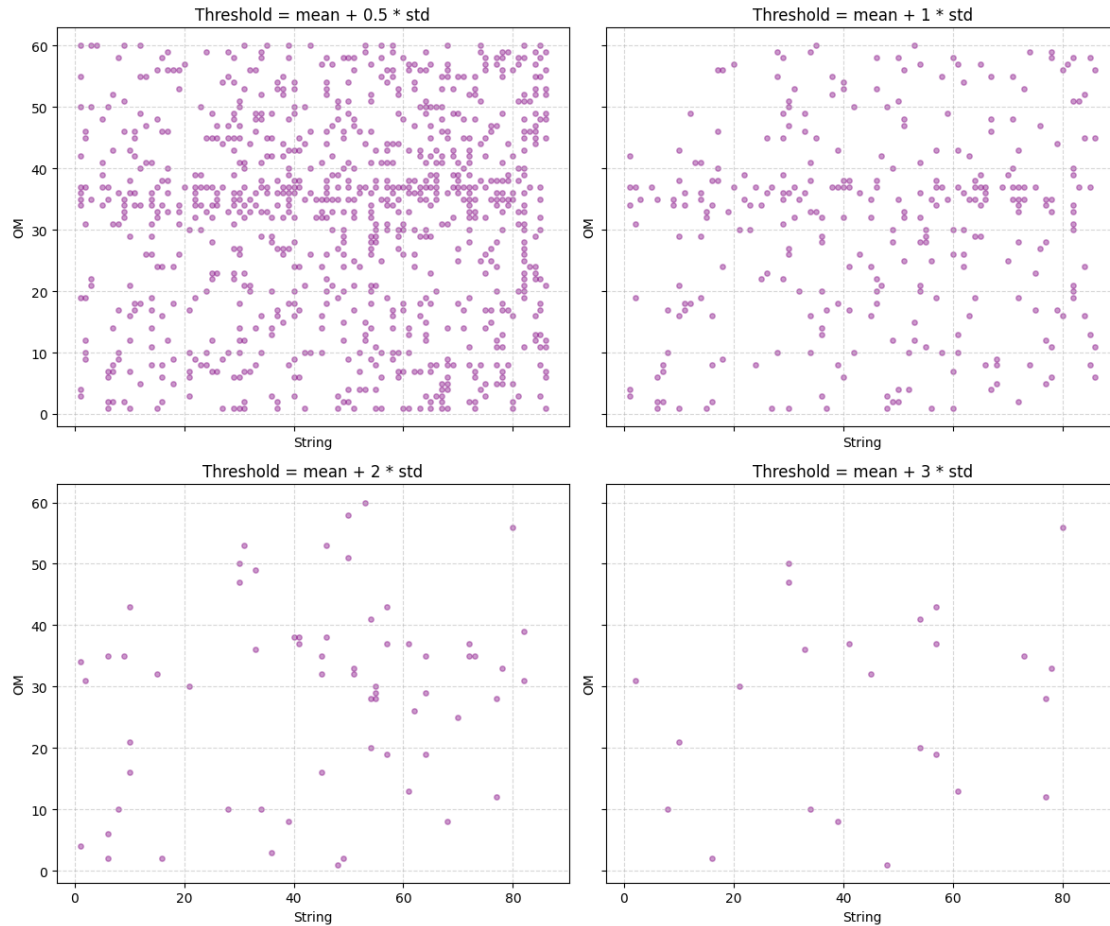 Threshold = mean + 0.5 * std
Threshold = mean + 1 * std
60
50
40
30
20
10
0
OM
OM
String
String
Threshold = mean + 2 * std
Threshold = mean + 3 * std
60
50
40
30
20
10
0
OM
OM
0 20 40 60 80
0 20 40 60 80
String
String